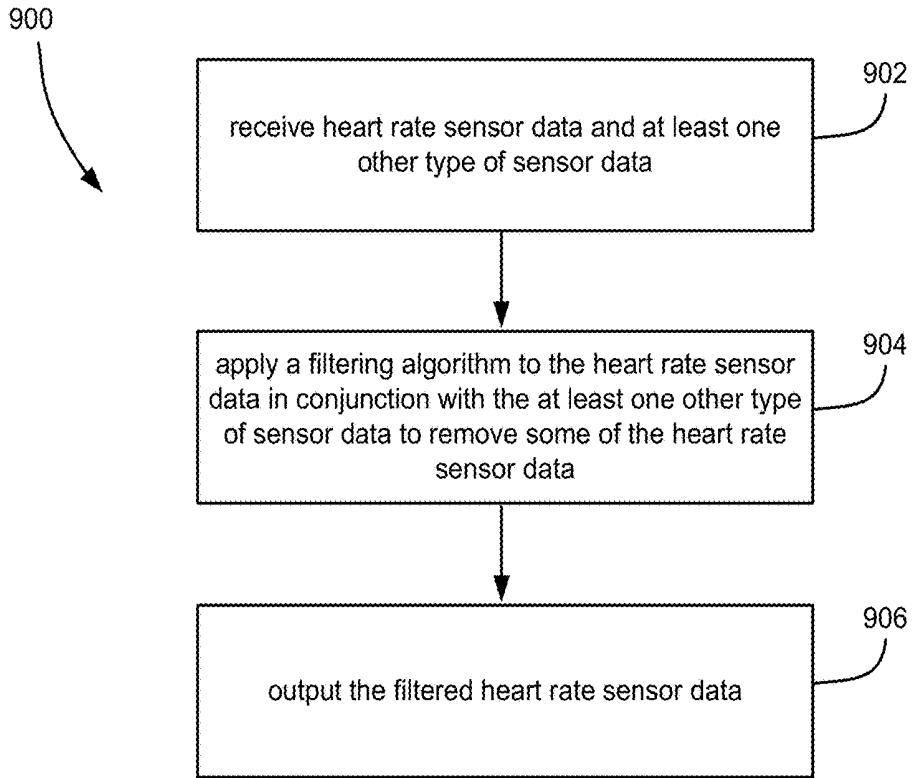 900
902
receive heart rate sensor data and at least one
other type of sensor data
904
apply a filtering algorithm to the heart rate sensor
data in conjunction with the at least one other type
of sensor data to remove some of the heart rate
sensor data
906
output the filtered heart rate sensor data